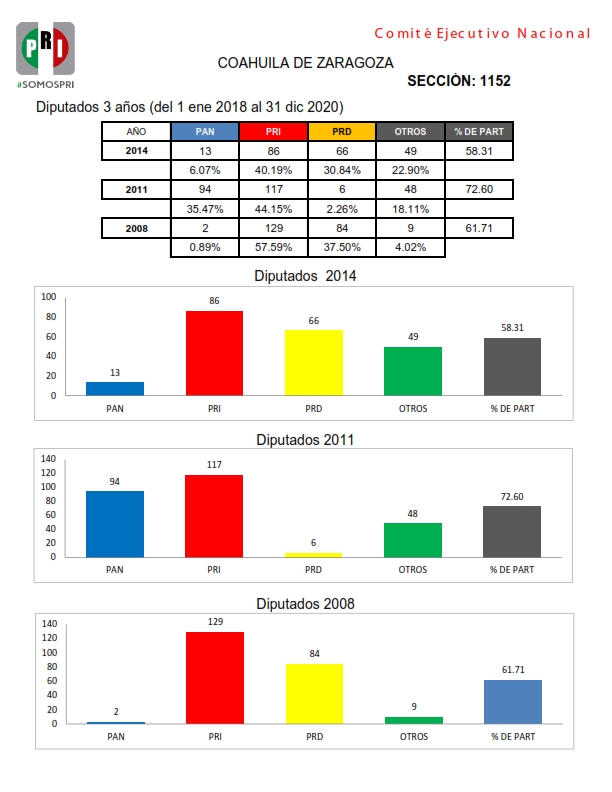 Comité Ejecutivo Nacional
PRI
#SOMOSPRI
COAHUILA DE ZARAGOZA
SECCIÓN: 1152
Diputados 3 años (del 1 ene 2018 al 31 dic 2020)
AÑO PAN PRI PRD OTROS % DE PART
2014 13 86 66 49 58.31
6.07% 40.19% 30.84% 22.90%
2011 94 117 6 48 72.60
35.47% 44.15% 2.26% 18.11%
2008 2 129 84 9 61.71
0.89% 57.59% 37.50% 4.02%
Diputados 2014
100
80
60
40
20
0
13 86 66 49 58.31
PAN PRI PRD OTROS % DE PART
Diputados 2011
140
120
100
80
60
40
20
0
94 117 6 48 72.60
PAN PRI PRD OTROS % DE PART
Diputados 2008
140
120
100
80
60
40
20
0
2 129 84 9 61.71
PAN PRI PRD OTROS % DE PART